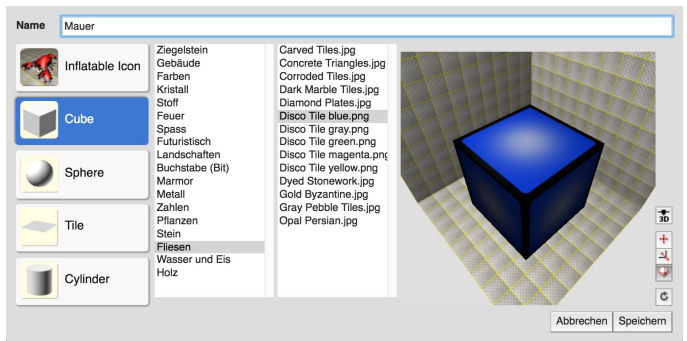 Name Mauer
Inflatable Icon
Cube
Sphere
Tile
Cylinder
Ziegelstein
Gebäude
Farben
Kristall
Stoff
Feuer
Spass
Futuristisch
Landschaften
Buchstabe (Bit)
Marmor
Metall
Zahlen
Pflanzen
Stein
Fliesen
Wasser und Eis
Holz
Carved Tiles.jpg
Concrete Triangles.jpg
Corroded Tiles.jpg
Dark Marble Tiles.jpg
Diamond Plates.jpg
Disco Tile blue.png
Disco Tile gray.png
Disco Tile green.png
Disco Tile magenta.png
Disco Tile yellow.png
Dyed Stonework.jpg
Gold Byzantine.jpg
Gray Pebble Tiles.jpg
Opal Persian.jpg
3D
Abbrechen Speichern